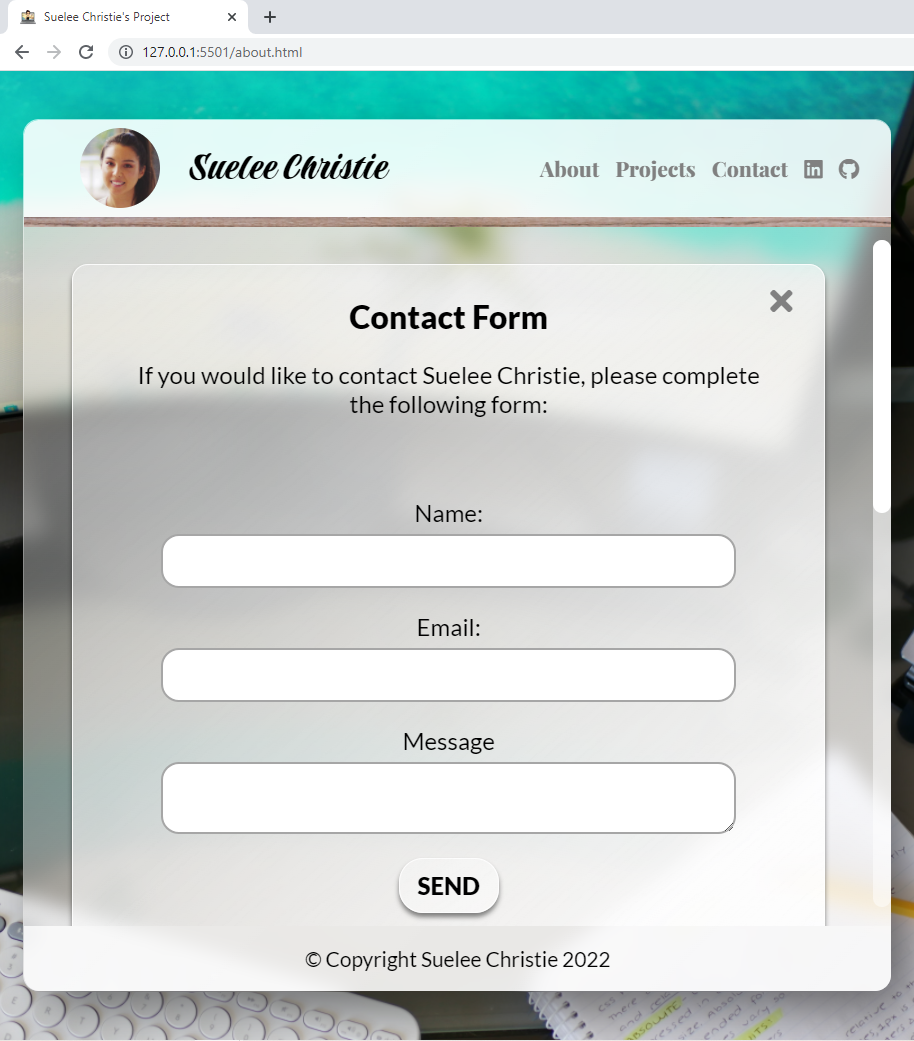 Suelee Christie's Project
127.0.0.1:5501/about.html
Suelee Christie
About Projects Contact
Contact Form
If you would like to contact Suelee Christie, please complete
the following form:
Name:
Email:
Message
SEND
© Copyright Suelee Christie 2022
ABSOLUTE